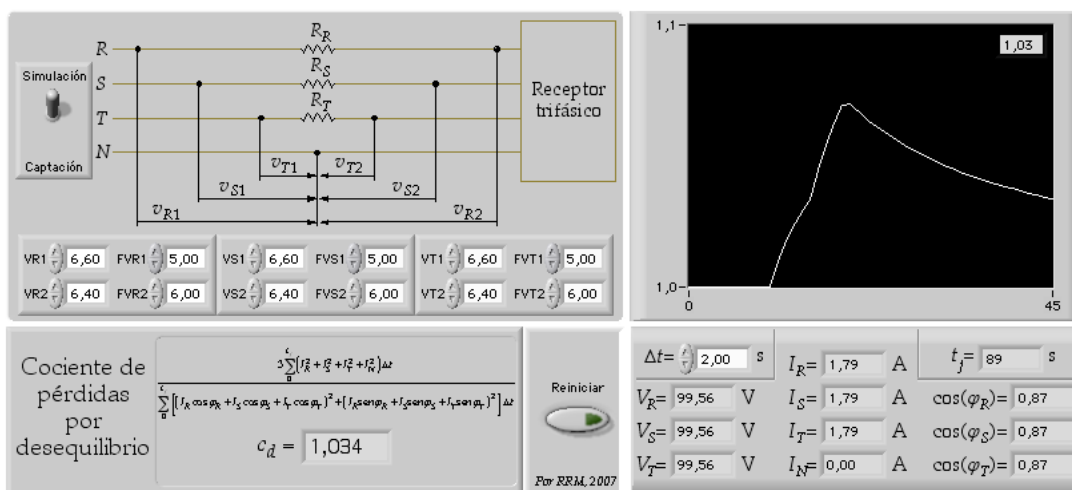 Simulación
Captación
R
S
T
N
R_R
R_S
R_T
Receptor
trifásico
v_T1 v_T2
v_S1 v_S2
v_R1 v_R2
VR1 6,60 FVR1 5,00 VS1 6,60 FVS1 5,00 VT1 6,60 FVT1 5,00
VR2 6,40 FVR2 6,00 VS2 6,40 FVS2 6,00 VT2 6,40 FVT2 6,00
1,1
1,03
1,0
0 45
Cociente de
pérdidas
por
desequilibrio
c_d = 1,034
Reiniciar
Por RRM, 2007
Δt= 2,00 s I_R= 1,79 A t_j= 89 s
V_R= 99,56 V I_S= 1,79 A cos(φ_R) 0,87
V_S= 99,56 V I_T= 1,79 A cos(φ_S) 0,87
V_T= 99,56 V I_N= 0,00 A cos(φ_T) 0,87